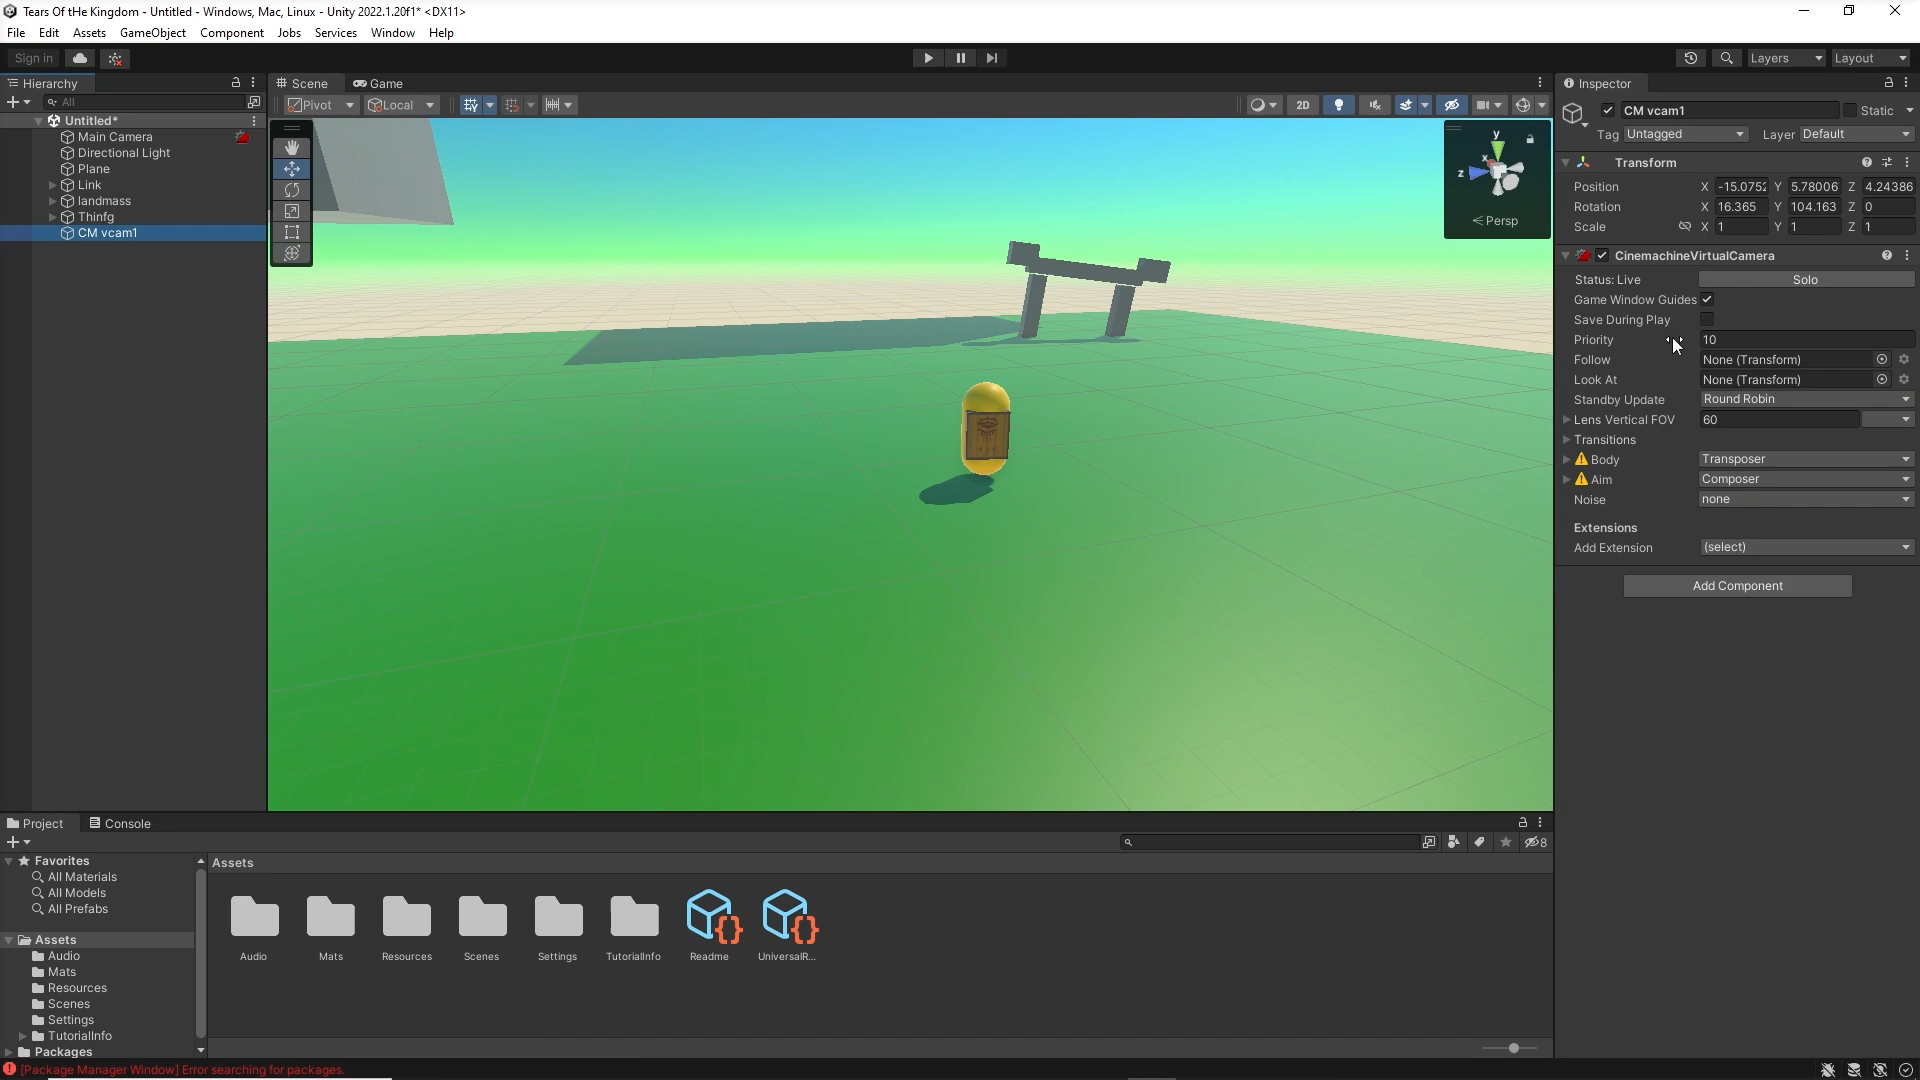 Tears Of tHe Kingdom - Untitled - Windows, Mac, Linux - Unity 2022.1.20f1* <DX11>
File Edit Assets GameObject Component Jobs Services Window Help
Sign in
Layers
Layout
Hierarchy
All
Untitled*
Main Camera
Directional Light
Plane
Link
landmass
Thinfg
CM vcam1
Scene
Game
Pivot
Local
2D
y
x
z
Persp
Inspector
CM vcam1
Static
Tag Untagged
Layer Default
Transform
Position X -15.0752 Y 5.78006 Z 4.24386
Rotation X 16.365 Y 104.163 Z 0
Scale X 1 Y 1 Z 1
CinemachineVirtualCamera
Status: Live Solo
Game Window Guides
Save During Play
Priority 10
Follow None (Transform)
Look At None (Transform)
Standby Update Round Robin
Lens Vertical FOV 60
Transitions
Body Transposer
Aim Composer
Noise none
Extensions
Add Extension (select)
Add Component
Project
Console
8
Favorites
All Materials
All Models
All Prefabs
Assets
Audio
Mats
Resources
Scenes
Settings
TutorialInfo
Packages
Assets
Audio Mats Resources Scenes Settings TutorialInfo Readme UniversalR...
[Package Manager Window] Error searching for packages.